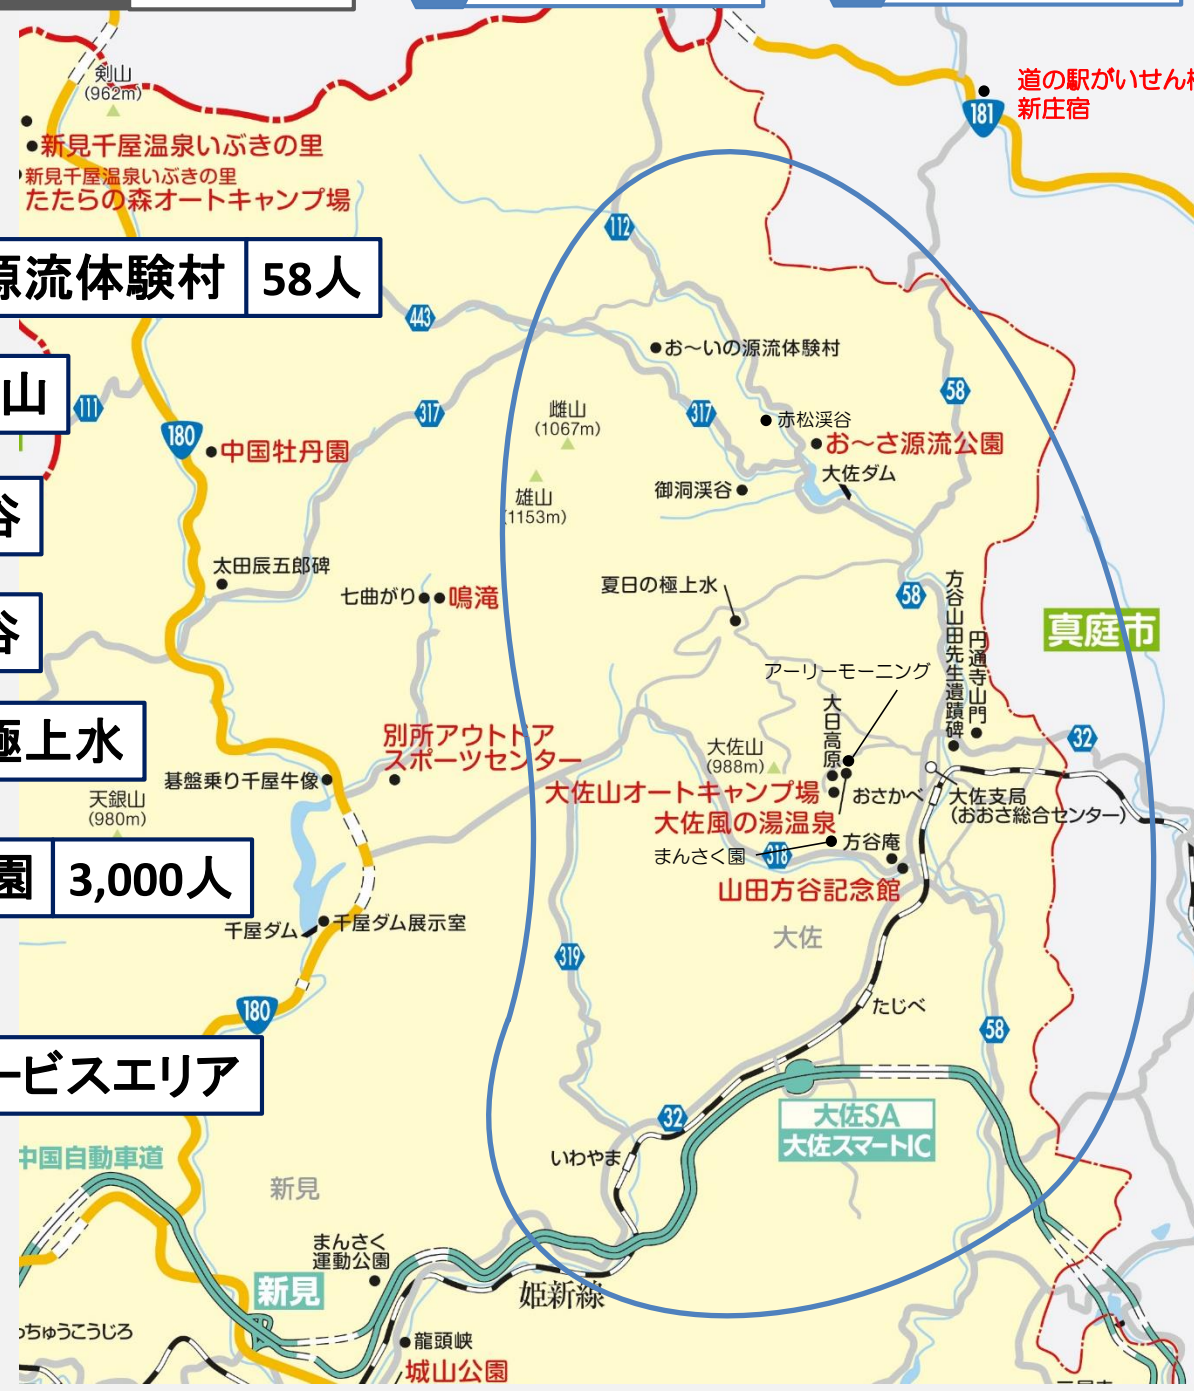 剣山
(962m)
道の駅がいせん
新庄宿
181
新見千屋温泉いぶきの里
新見千屋温泉いぶきの里
たたらの森オートキャンプ場
112
源流体験村 58人
443
お～いの源流体験村
山
111
180
317
中国牡丹園
雌山
(1067m)
317
58
赤松渓谷
お～さ源流公園
大佐ダム
御洞渓谷
雄山
(1153m)
谷
太田辰五郎碑
七曲がり
鳴滝
夏日の極上水
58
方谷山田先生遺蹟碑
円通寺山門
真庭市
谷
アーリーモーニング
大日高原
極上水
別所アウトドア
スポーツセンター
大佐山
(988m)
32
碁盤乗り千屋牛像
天銀山
(980m)
大佐山オートキャンプ場
おさかべ
大佐支局
(おおさ総合センター)
大佐風の湯温泉
まんさく園
318
方谷庵
園 3,000人
山田方谷記念館
千屋ダム
千屋ダム展示室
大佐
319
180
たじべ
58
ービスエリア
32
大佐SA
大佐スマートIC
中国自動車道
いわやま
新見
まんさく
運動公園
新見
姫新線
っちゅうこうじろ
龍頭峡
城山公園